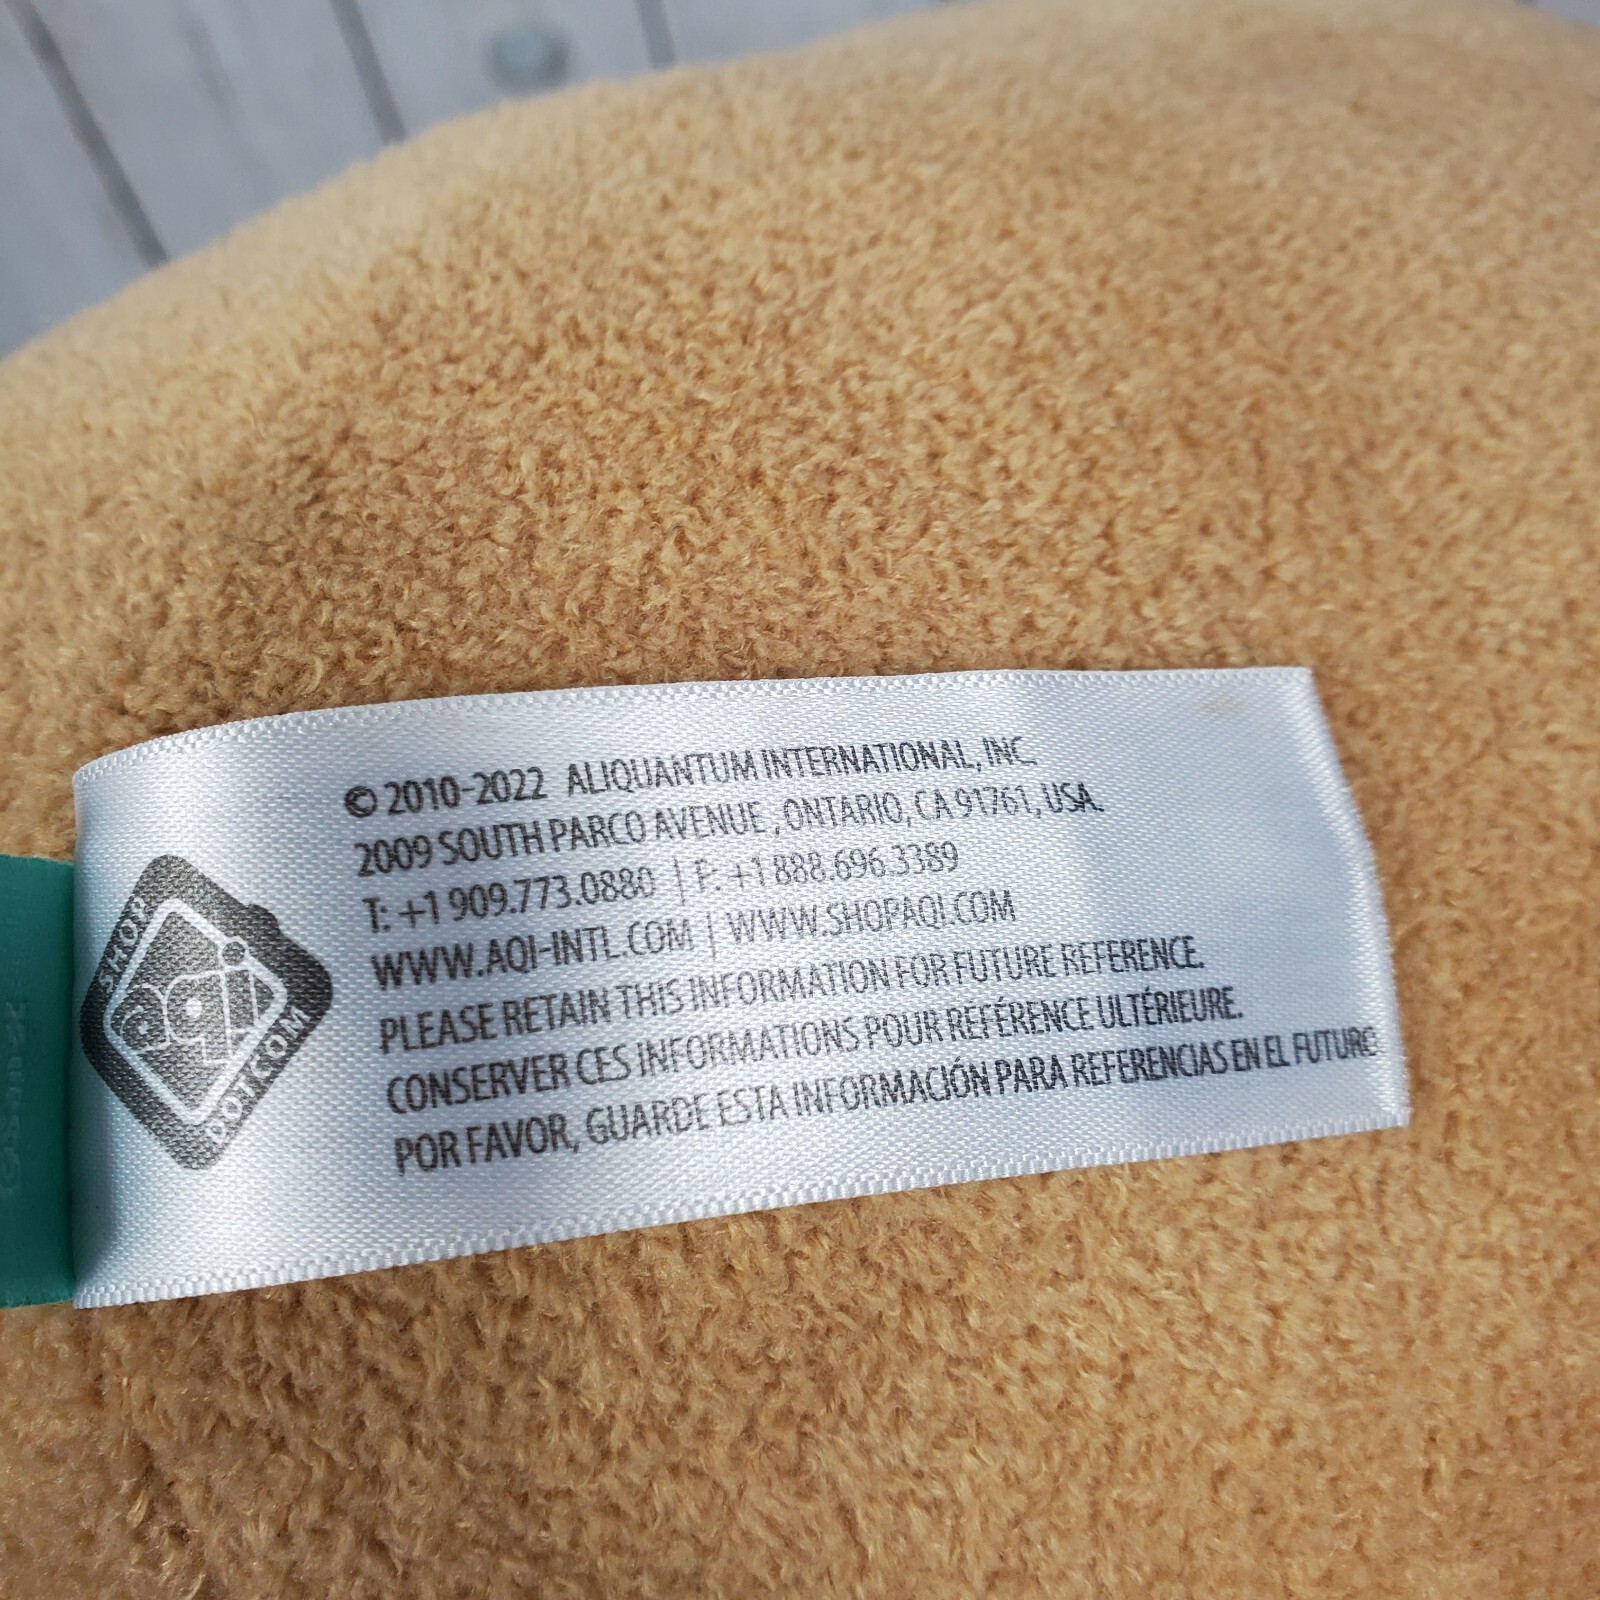 © 2010-2022 ALIQUANTUM INTERNATIONAL, INC.
2009 SOUTH PARCO AVENUE , ONTARIO, CA 91761, USA.
T: +1 909.773.0880 | F: +1 888.696.3389
WWW.AQI-INTL.COM | WWW.SHOPAQI.COM
PLEASE RETAIN THIS INFORMATION FOR FUTURE REFERENCE.
CONSERVER CES INFORMATIONS POUR RÉFÉRENCE ULTÉRIEURE.
POR FAVOR, GUARDE ESTA INFORMACIÓN PARA REFERENCIAS EN EL FUTURO
SHOP
aqi
DOTCOM